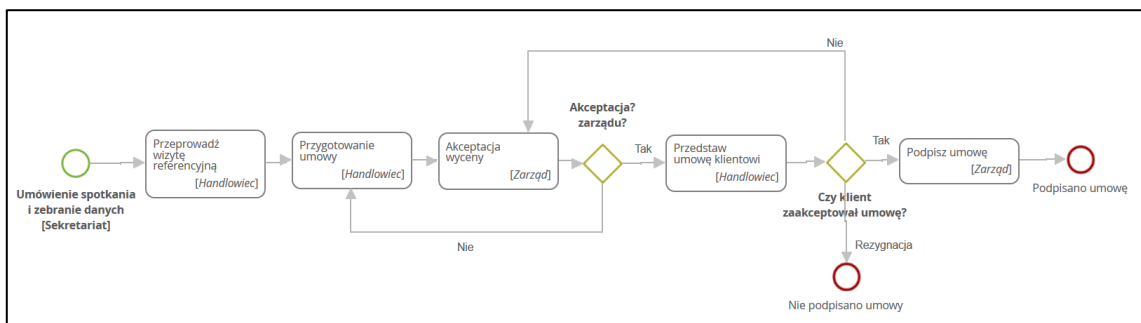 Nie
Akceptacja?
zarządu?
Przeprowadź
wizytę
referencyjną
[Handlowiec]
Przygotowanie
umowy
[Handlowiec]
Akceptacja
wyceny
[Zarząd]
Tak
Przedstaw
umowę klientowi
[Handlowiec]
Tak
Podpisz umowę
[Zarząd]
Umówienie spotkania
i zebranie danych
[Sekretariat]
Czy klient
zaakceptował umowę?
Podpisano umowę
Nie
Rezygnacja
Nie podpisano umowy